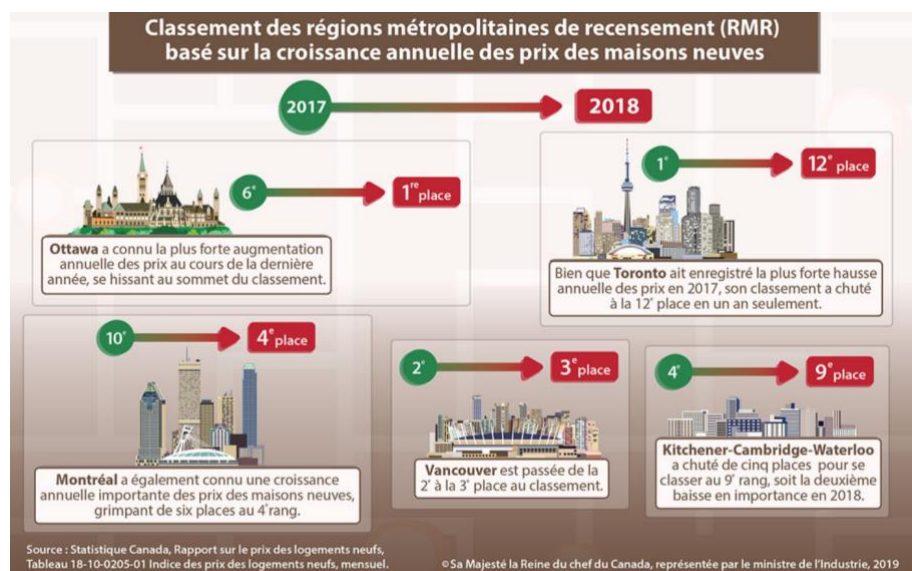 Classement des régions métropolitaines de recensement (RMR)
basé sur la croissance annuelle des prix des maisons neuves
2017
2018
6e
1re place
Ottawa a connu la plus forte augmentation
annuelle des prix au cours de la dernière
année, se hissant au sommet du classement.
1e
12e place
Bien que Toronto ait enregistré la plus forte hausse
annuelle des prix en 2017, son classement a chuté
à la 12e place en un an seulement.
10e
4e place
Montréal a également connu une croissance
annuelle importante des prix des maisons neuves,
grimpant de six places au 4e rang.
2e
3e place
Vancouver est passée de la
2e à la 3e place au classement.
4e
9e place
Kitchener-Cambridge-Waterloo
a chuté de cinq places pour se
classer au 9e rang, soit la deuxième
baisse en importance en 2018.
Source : Statistique Canada, Rapport sur le prix des logements neufs,
Tableau 18-10-0205-01 Indice des prix des logements neufs, mensuel.
© Sa Majesté la Reine du chef du Canada, représentée par le ministre de l'Industrie, 2019